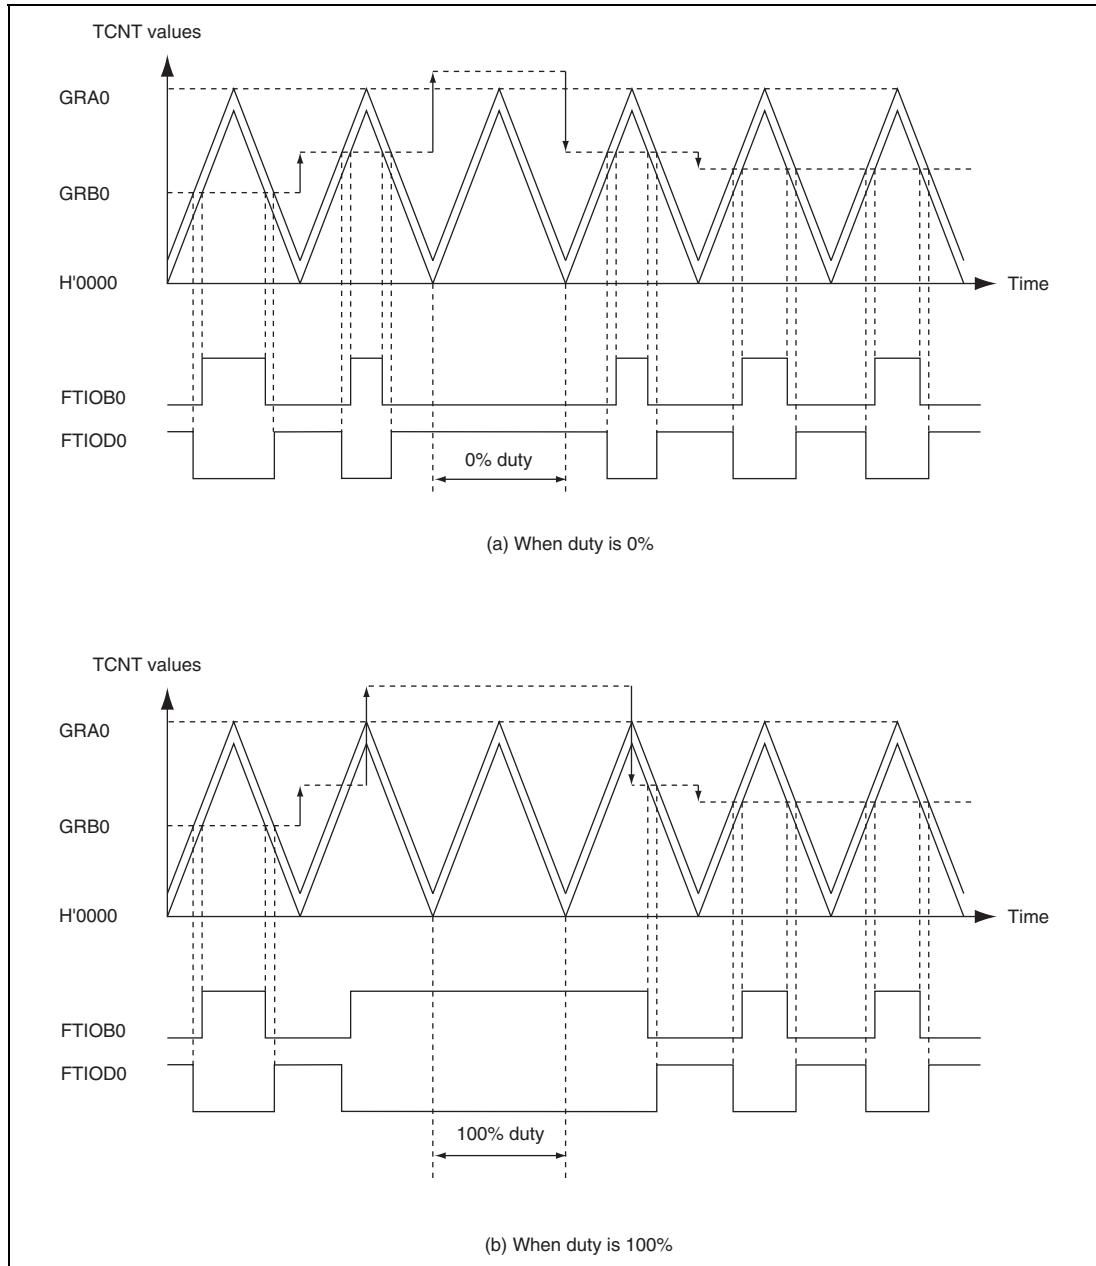 TCNT values
GRA0
GRB0
H'0000
Time
FTIOB0
FTIOD0
0% duty
(a) When duty is 0%
TCNT values
GRA0
GRB0
H'0000
Time
FTIOB0
FTIOD0
100% duty
(b) When duty is 100%